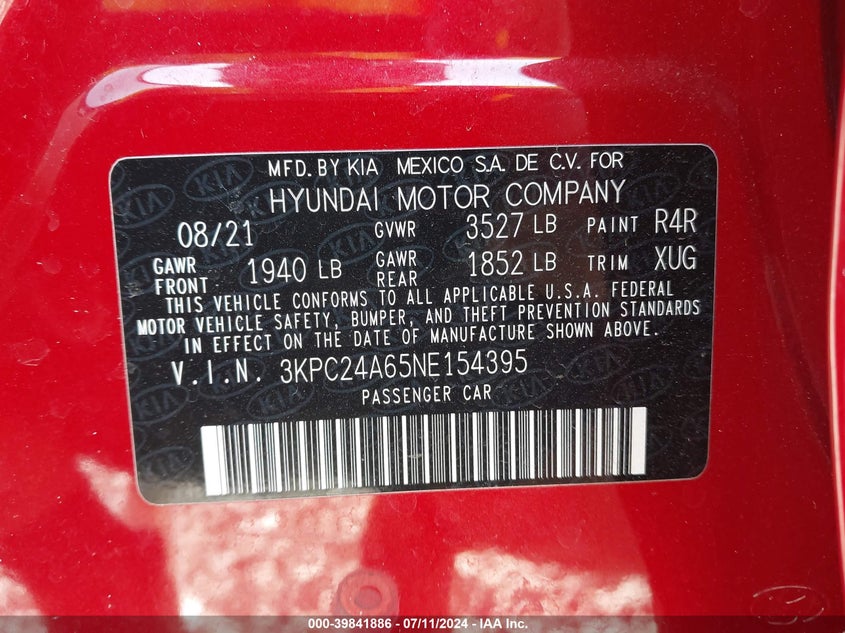 MFD. BY KIA MEXICO S.A. DE C.V. FOR
HYUNDAI MOTOR COMPANY
08/21 GVWR 3527 LB PAINT R4R
GAWR FRONT 1940 LB GAWR REAR 1852 LB TRIM XUG
THIS VEHICLE CONFORMS TO ALL APPLICABLE U.S.A. FEDERAL
MOTOR VEHICLE SAFETY, BUMPER, AND THEFT PREVENTION STANDARDS
IN EFFECT ON THE DATE OF MANUFACTURE SHOWN ABOVE.
V.I.N. 3KPC24A65NE154395
PASSENGER CAR
000-39841886 - 07/11/2024 - IAA Inc.